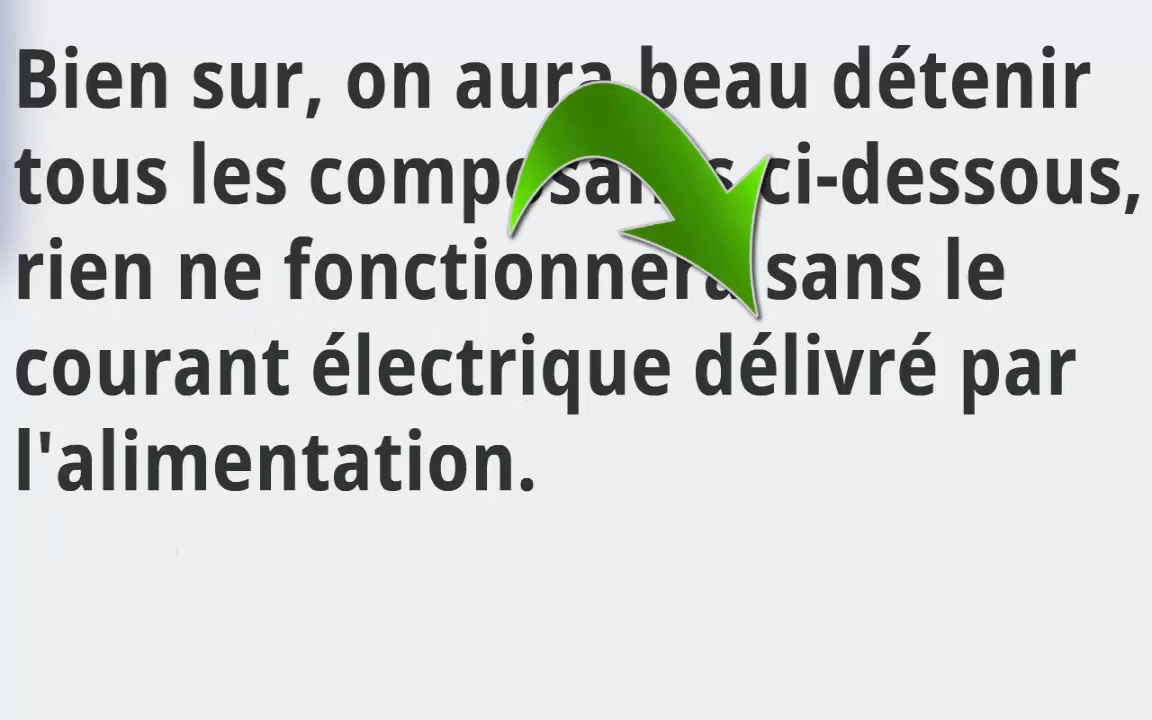 Bien sur, on aura beau détenir
tous les composants ci-dessous,
rien ne fonctionnera sans le
courant électrique délivré par
l'alimentation.